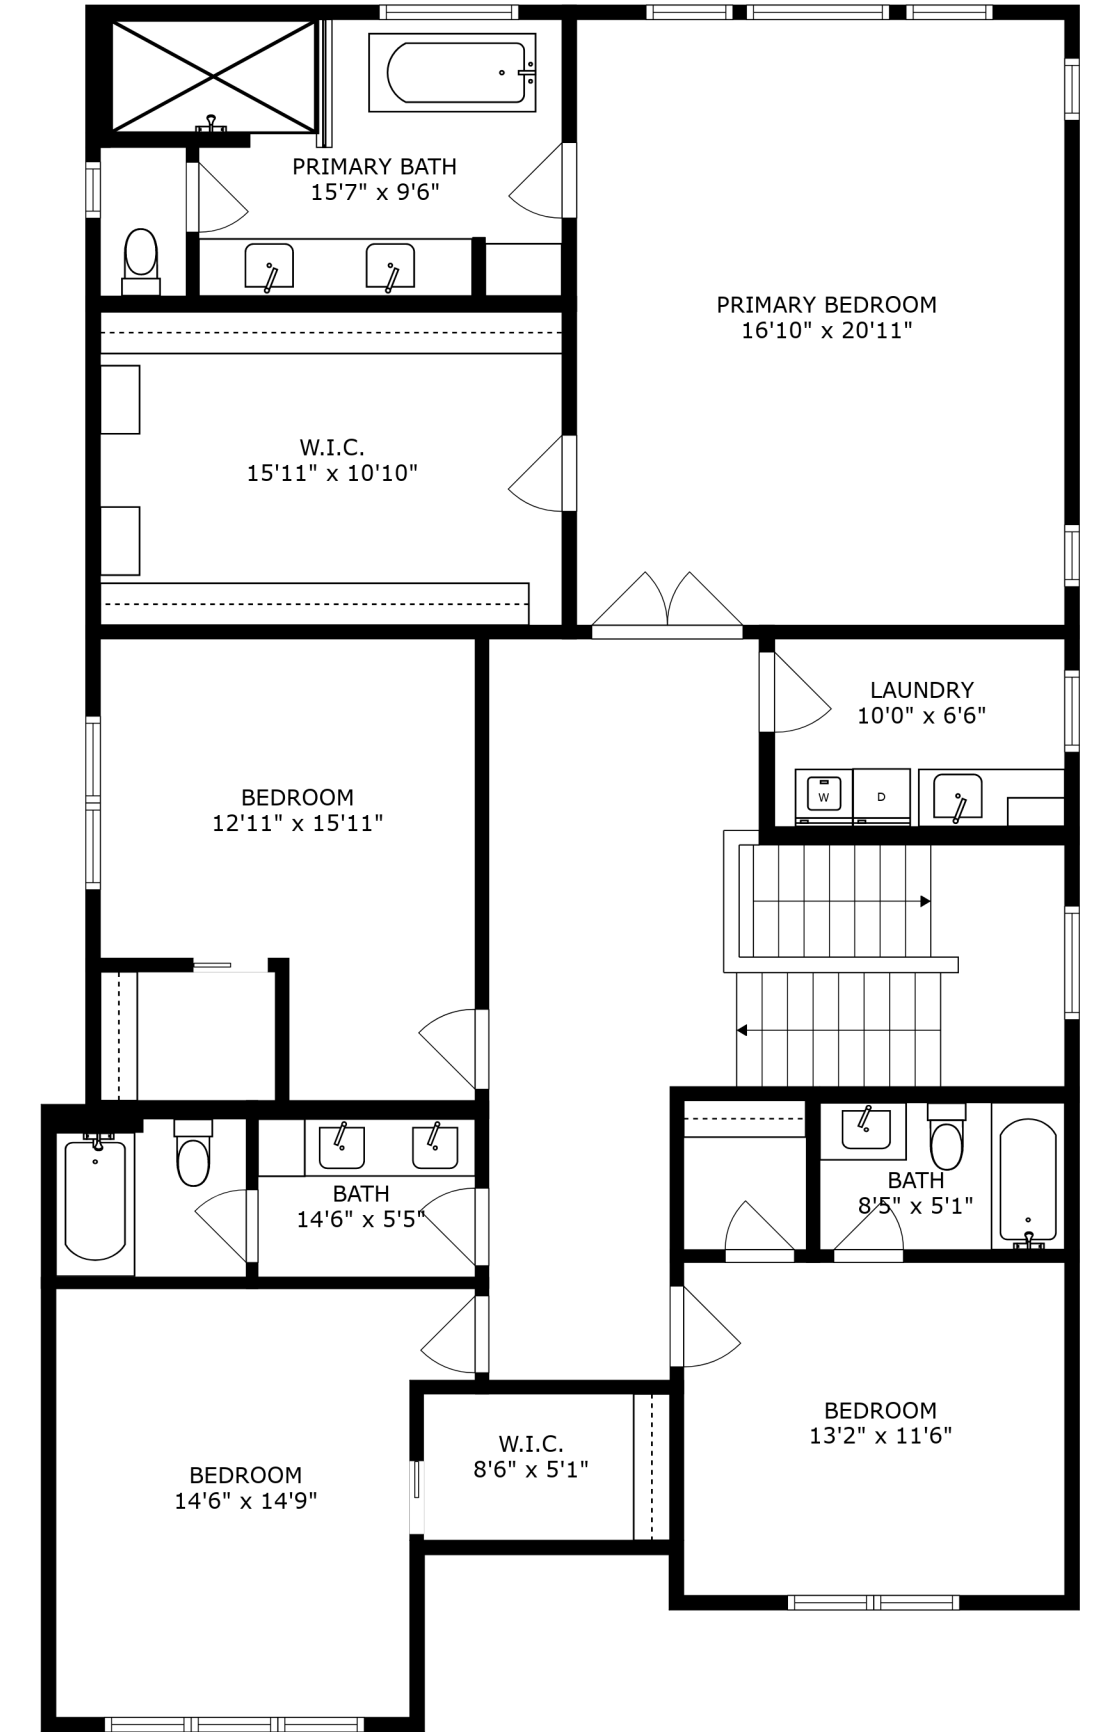 PRIMARY BATH
15'7" x 9'6"
PRIMARY BEDROOM
16'10" x 20'11"
W.I.C.
15'11" x 10'10"
LAUNDRY
10'0" x 6'6"
W
D
BEDROOM
12'11" x 15'11"
BATH
14'6" x 5'5"
BATH
8'5" x 5'1"
BEDROOM
13'2" x 11'6"
W.I.C.
8'6" x 5'1"
BEDROOM
14'6" x 14'9"